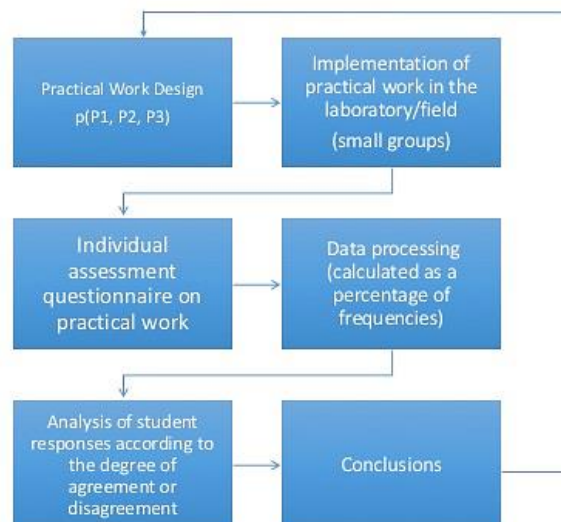 Practical Work Design
p(P1, P2, P3)
Implementation of
practical work in the
laboratory/field
(small groups)
Individual
assessment
questionnaire on
practical work
Data processing
(calculated as a
percentage of
frequencies)
Analysis of student
responses according to
the degree of
agreement or
disagreement
Conclusions